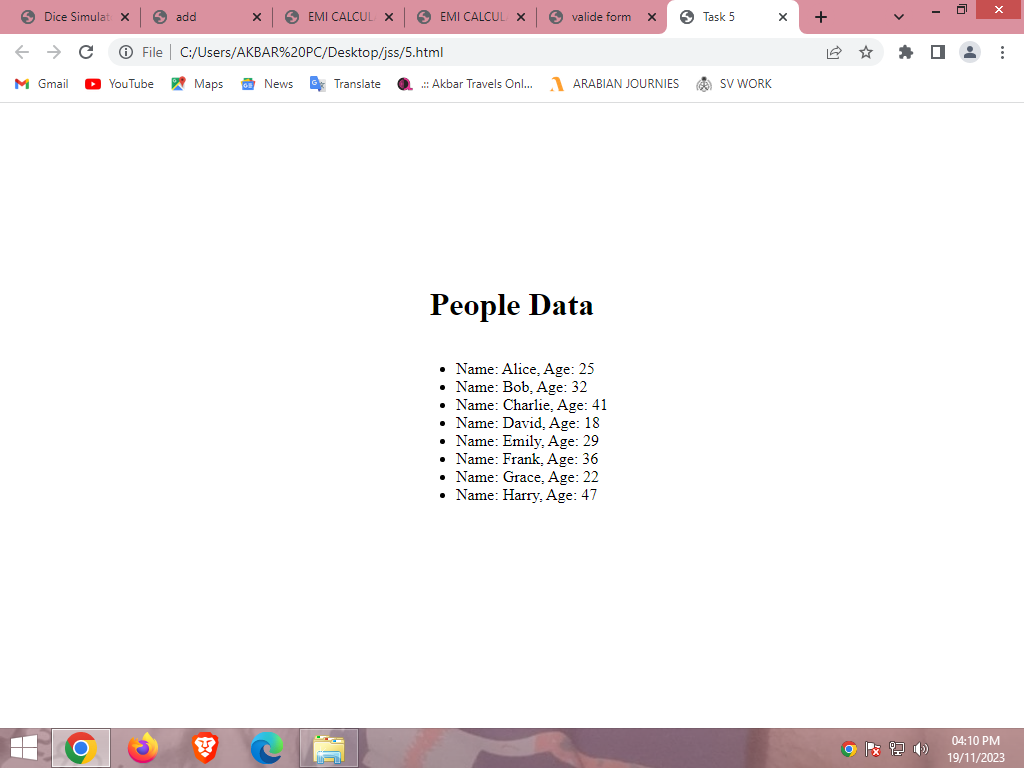 Dice Simulat
add
EMI CALCUL
EMI CALCUL
valide form
Task 5
File
C:/Users/AKBAR%20PC/Desktop/jss/5.html
Gmail
YouTube
Maps
News
Translate
.:: Akbar Travels Onl...
ARABIAN JOURNIES
SV WORK
People Data
Name: Alice, Age: 25
Name: Bob, Age: 32
Name: Charlie, Age: 41
Name: David, Age: 18
Name: Emily, Age: 29
Name: Frank, Age: 36
Name: Grace, Age: 22
Name: Harry, Age: 47
04:10 PM
19/11/2023